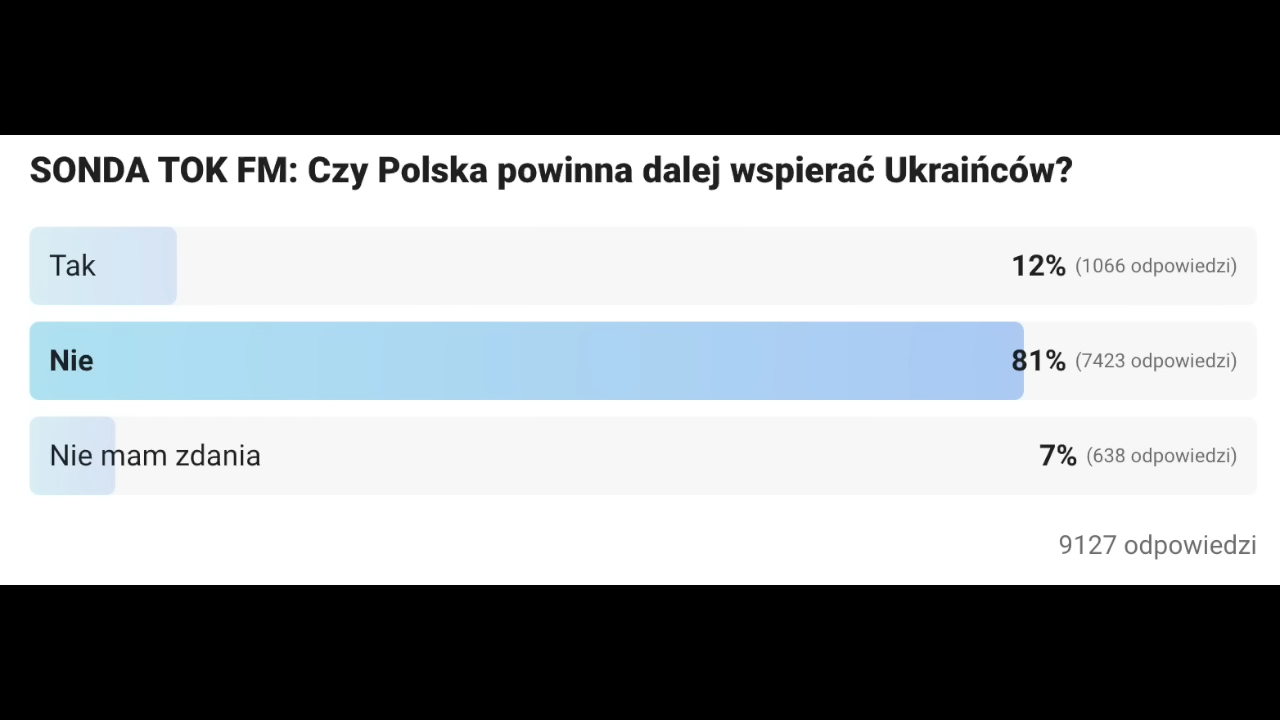 SONDA TOK FM: Czy Polska powinna dalej wspierać Ukraińców?
Tak 12% (1066 odpowiedzi)
Nie 81% (7423 odpowiedzi)
Nie mam zdania 7% (638 odpowiedzi)
9127 odpowiedzi